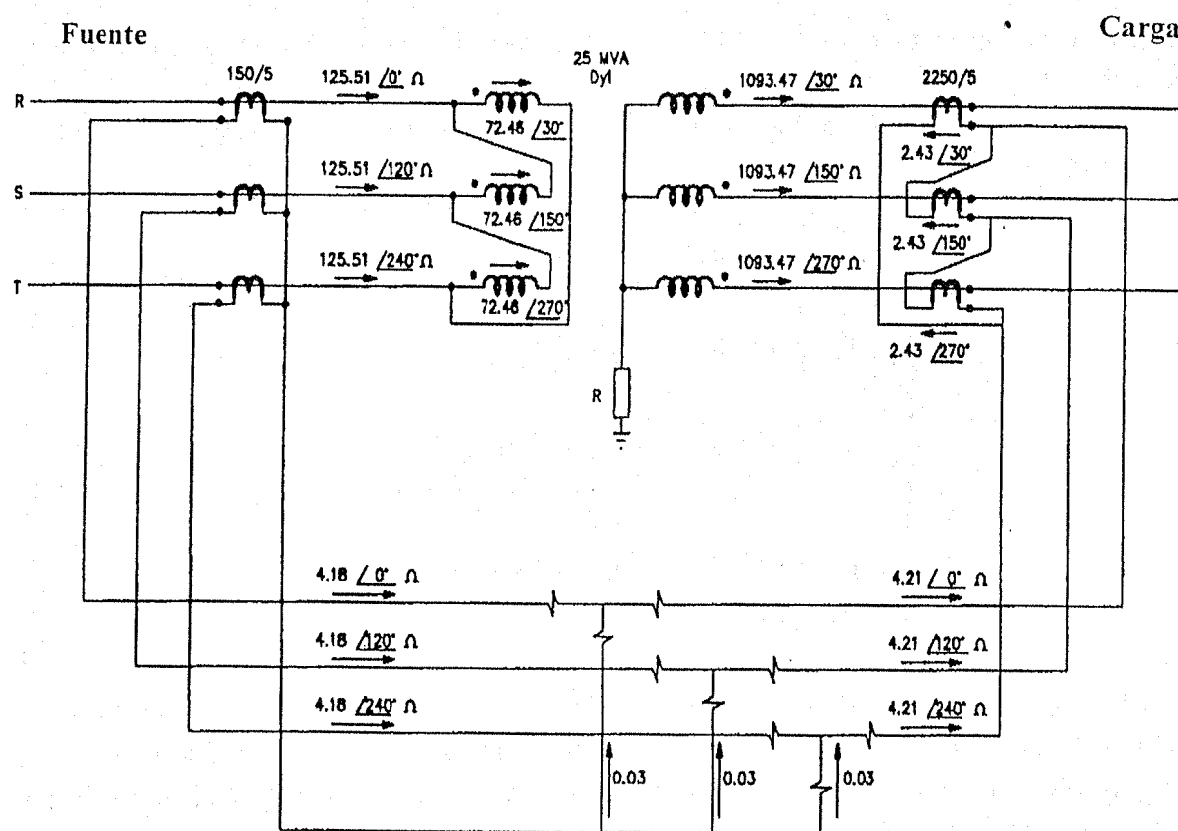 Fuente
Carga
25 MVA
Dy1
150/5
125.51 /0° Ω
1093.47 /30° Ω
2250/5
R
72.46 /30°
2.43 /30°
125.51 /120° Ω
1093.47 /150° Ω
S
72.46 /150°
2.43 /150°
125.51 /240° Ω
1093.47 /270° Ω
T
72.46 /270°
2.43 /270°
R
4.18 /0° Ω
4.21 /0° Ω
4.18 /120° Ω
4.21 /120° Ω
4.18 /240° Ω
4.21 /240° Ω
0.03
0.03
0.03